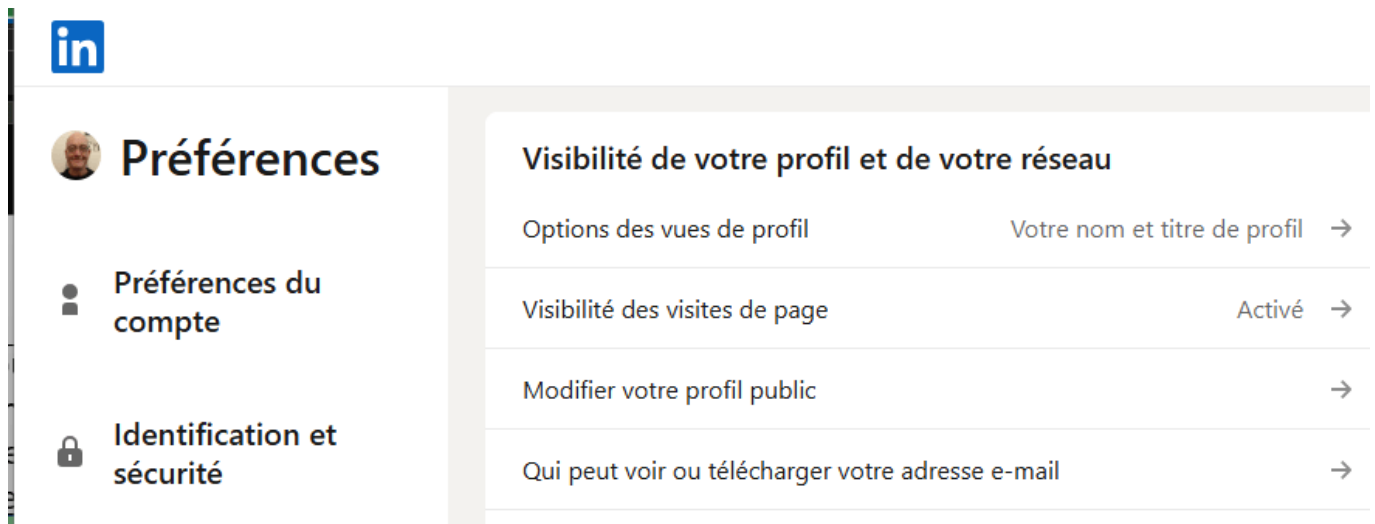 in
Préférences
Préférences du
compte
Identification et
sécurité
Visibilité de votre profil et de votre réseau
Options des vues de profil Votre nom et titre de profil →
Visibilité des visites de page Activé →
Modifier votre profil public →
Qui peut voir ou télécharger votre adresse e-mail →